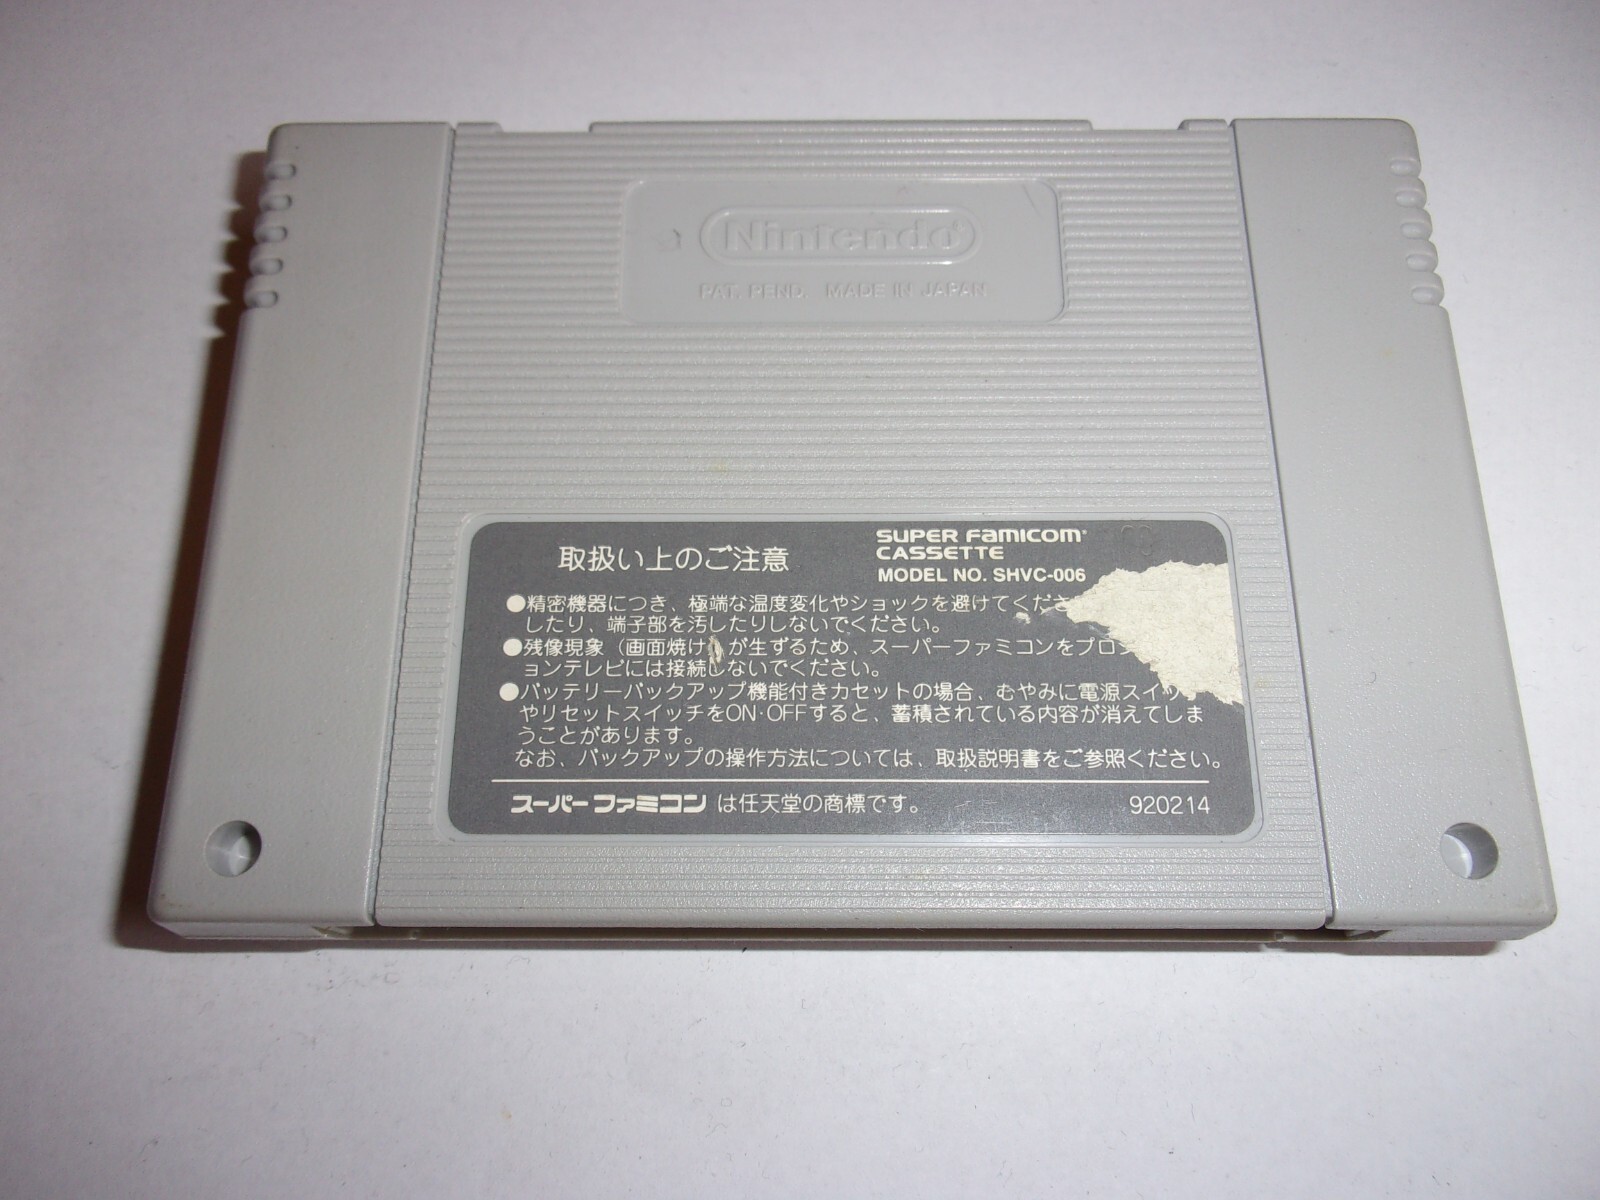 Nintendo
PAT. PEND. MADE IN JAPAN
取扱い上のご注意
SUPER FAMICOM
CASSETTE
MODEL NO. SHVC-006
●精密機器につき、極端な温度変化やショックを避けてくださ
したり、端子部を汚したりしないでください。
●残像現象(画面焼け)が生ずるため、スーパーファミコンをプロ
ョンテレビには接続しないでください。
●バッテリーバックアップ機能付きカセットの場合、むやみに電源スイッ
やリセットスイッチをON・OFFすると、蓄積されている内容が消えてしま
うことがあります。
なお、バックアップの操作方法については、取扱説明書をご参照ください。
スーパーファミコンは任天堂の商標です。
920214